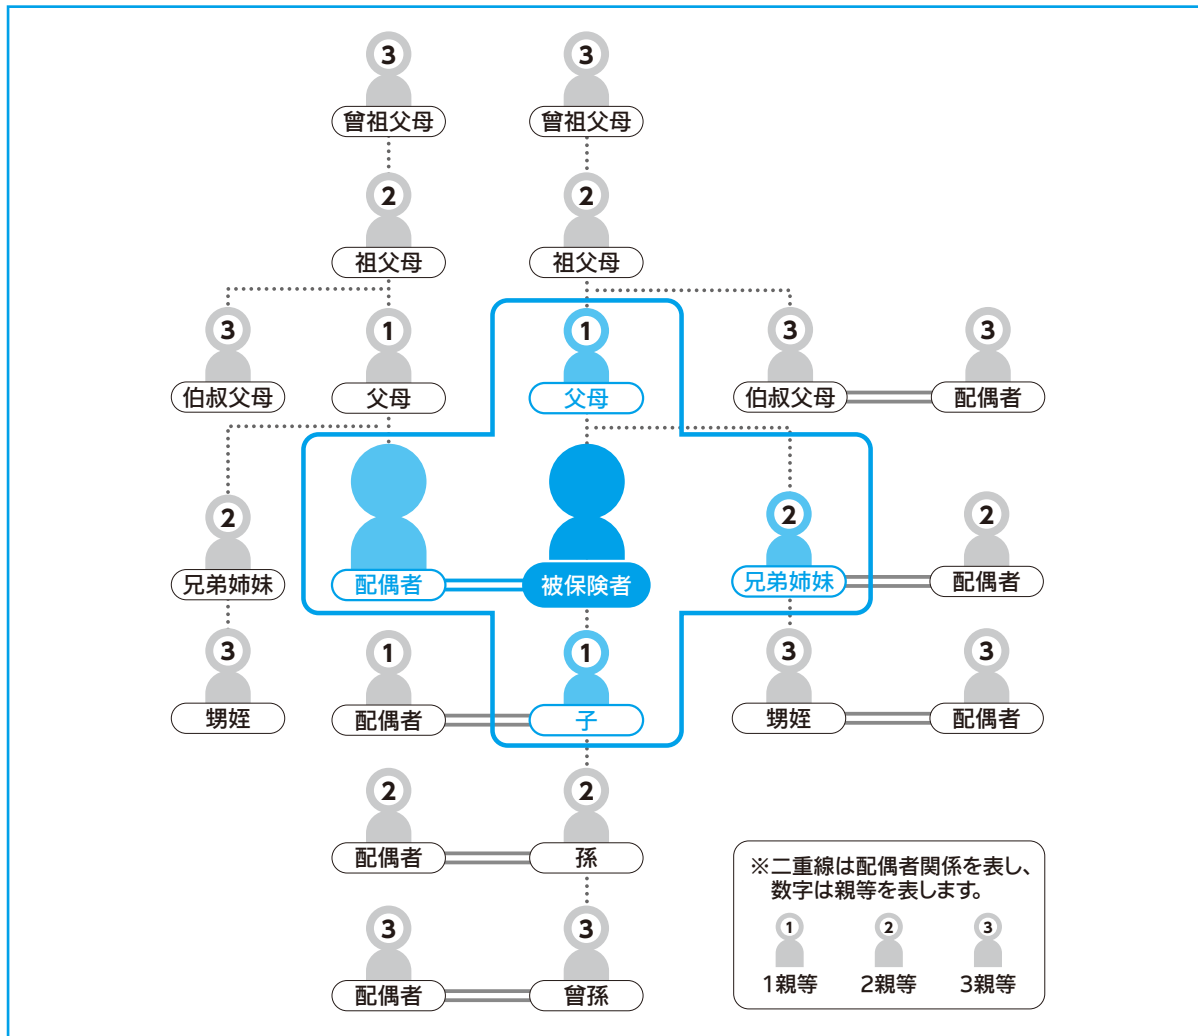 3
3
曾祖父母
曾祖父母
2
2
祖父母
祖父母
3
1
1
3
3
伯叔父母
父母
父母
伯叔父母
配偶者
2
2
2
兄弟姉妹
配偶者
被保険者
兄弟姉妹
配偶者
3
1
1
3
3
甥姪
配偶者
子
甥姪
配偶者
2
2
配偶者
孫
3
3
配偶者
曾孫
※二重線は配偶者関係を表し、
数字は親等を表します。
1
2
3
1親等
2親等
3親等